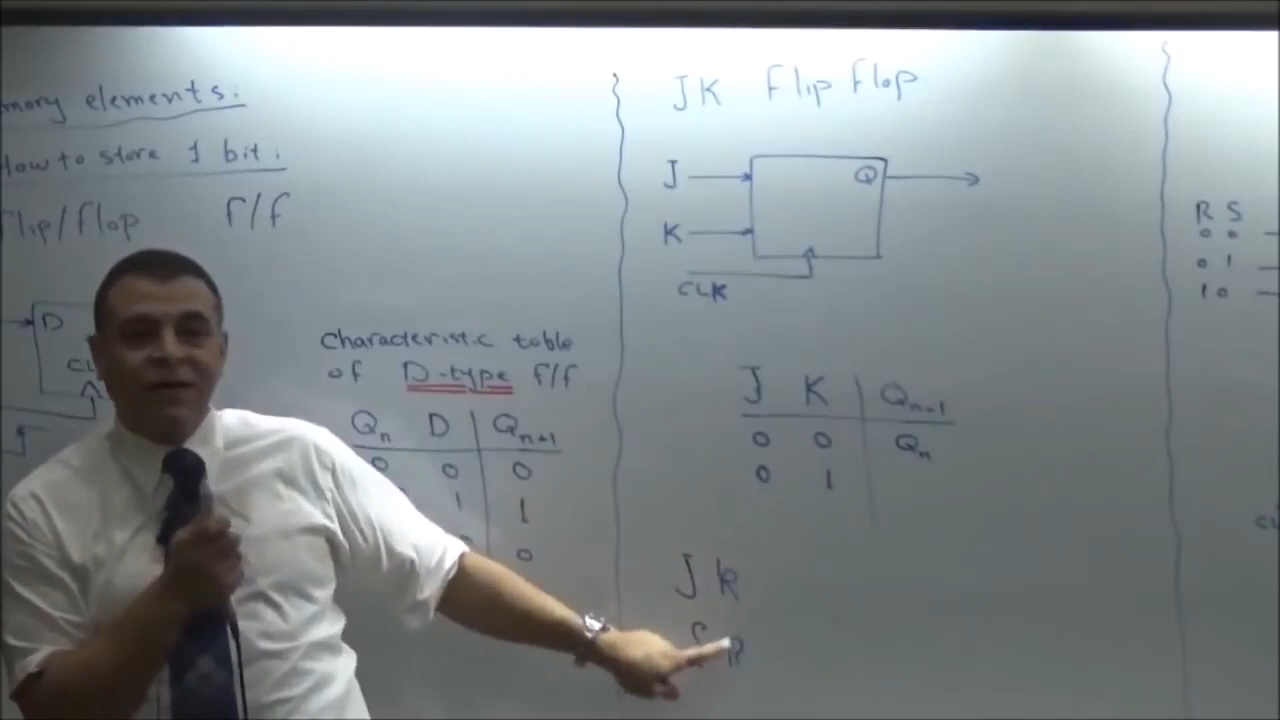 elements:
How to store 1 bit:
flip/flop f/f
D
characteristic table
of D-type f/f
Qn D Qn+1
0 0 0
1 1
0
JK flip flop
J Q
K
CLK
J K Qn+1
0 0 Qn
0 1
J K
R S
0 0
0 1
1 0